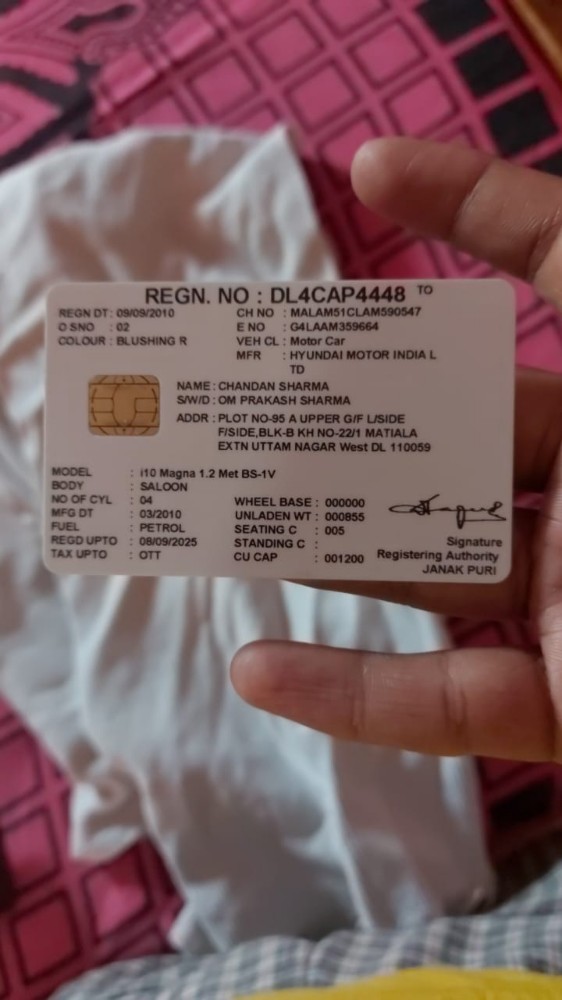 REGN. NO : DL4CAP4448 TO
REGN DT : 09/09/2010 CH NO : MALAM51CLAM590547
O SNO : 02 E NO : G4LAAM359664
COLOUR : BLUSHING R VEH CL : Motor Car
MFR : HYUNDAI MOTOR INDIA L
TD
NAME : CHANDAN SHARMA
S/W/D : OM PRAKASH SHARMA
ADDR : PLOT NO-95 A UPPER G/F L/SIDE
F/SIDE,BLK-B KH NO-22/1 MATIALA
EXTN UTTAM NAGAR West DL 110059
MODEL : i10 Magna 1.2 Met BS-1V
BODY : SALOON
NO OF CYL : 04 WHEEL BASE : 000000
MFG DT : 03/2010 UNLADEN WT : 000855
FUEL : PETROL SEATING C : 005
REGD UPTO : 08/09/2025 STANDING C :
TAX UPTO : OTT CU CAP : 001200
Signature
Registering Authority
JANAK PURI